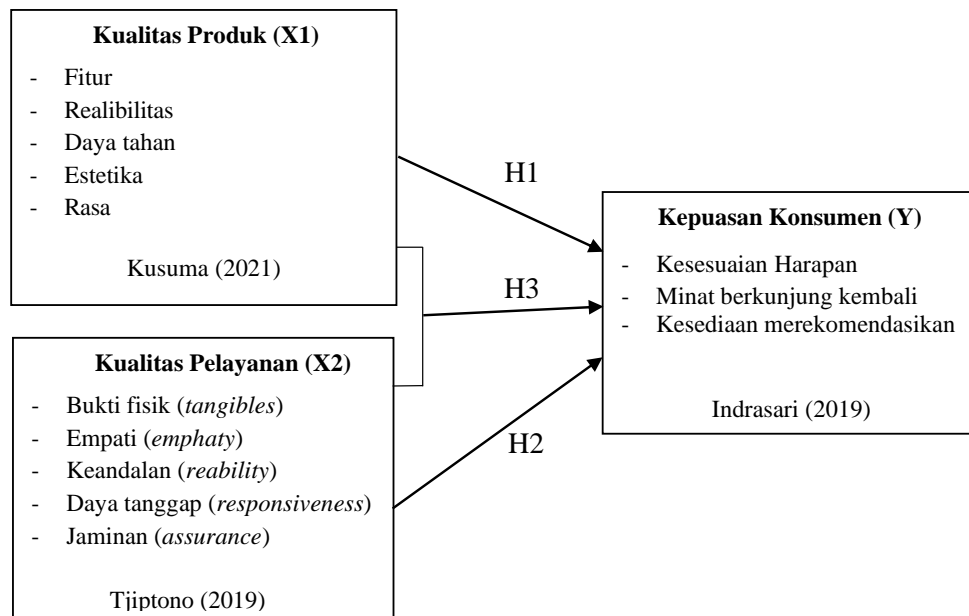 Kualitas Produk (X1)
- Fitur
- Realibilitas
- Daya tahan
- Estetika
- Rasa
Kusuma (2021)
H1
H3
H2
Kualitas Pelayanan (X2)
- Bukti fisik (tangibles)
- Empati (emphaty)
- Keandalan (reability)
- Daya tanggap (responsiveness)
- Jaminan (assurance)
Tjiptono (2019)
Kepuasan Konsumen (Y)
- Kesesuaian Harapan
- Minat berkunjung kembali
- Kesediaan merekomendasikan
Indrasari (2019)